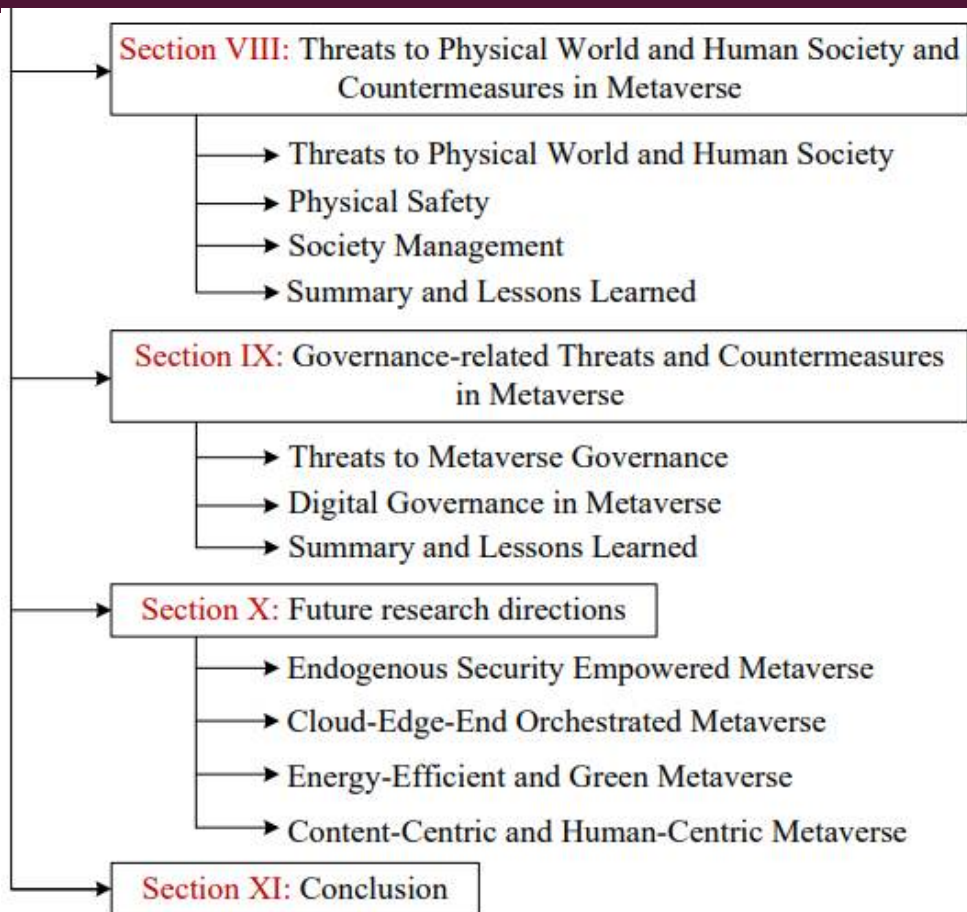 Section VIII: Threats to Physical World and Human Society and
Countermeasures in Metaverse
Threats to Physical World and Human Society
Physical Safety
Society Management
Summary and Lessons Learned
Section IX: Governance-related Threats and Countermeasures
in Metaverse
Threats to Metaverse Governance
Digital Governance in Metaverse
Summary and Lessons Learned
Section X: Future research directions
Endogenous Security Empowered Metaverse
Cloud-Edge-End Orchestrated Metaverse
Energy-Efficient and Green Metaverse
Content-Centric and Human-Centric Metaverse
Section XI: Conclusion